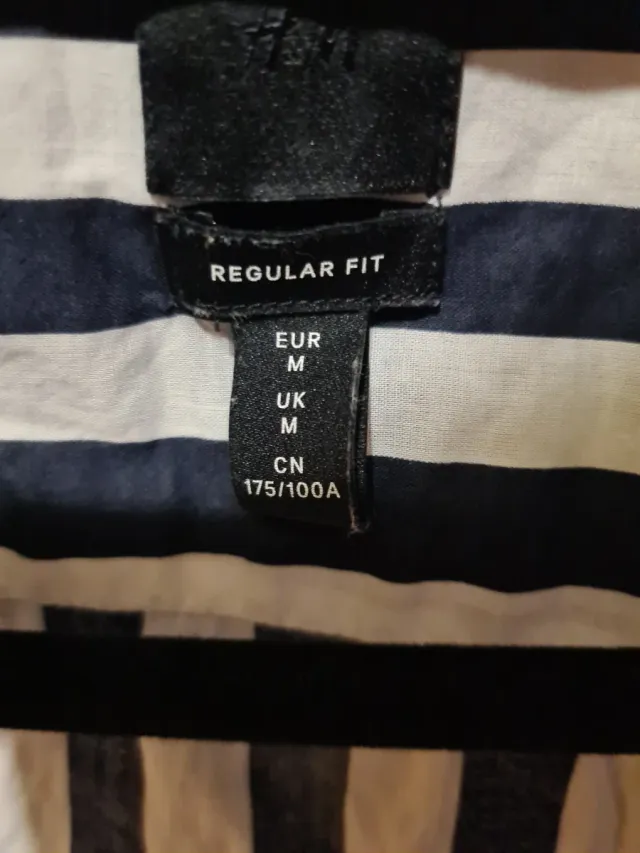 H&M
REGULAR FIT
EUR
M
UK
M
CN
175/100A